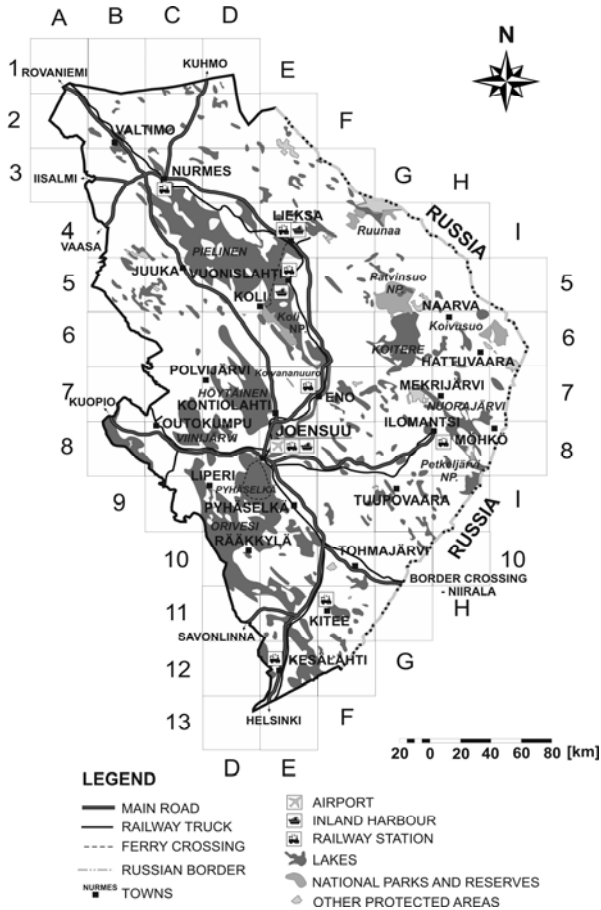 A B C D
N
1 ROVANIEMI KUHMO E
2 VALTIMO F
3 IISALMI NURMES G H
RUSSIA
4 VAASA PIELINEN LIEKSA Ruunaa I
JUUKA VUONISLAHTI 5
KOLI Koli NP. Patvinsuo NP. NAARVA
6 Koivusuo 6
KOITERE HATTUVAARA
POLVIJÄRVI Kolvananuuro MEKRIJÄRVI
7 KUOPIO HÖYTIÄINEN ENO NUORAJÄRVI 7
KONTIOLAHTI
OUTOKUMPU JOENSUU ILOMANTSI
8 VIINIJÄRVI MÖHKÖ 8
Petkeljärvi NP.
LIPERI TUUPOVAARA
9 PYHÄSELKÄ I
PYHÄSELKÄ RUSSIA
ORIVESI
RÄÄKKYLÄ
10 TOHMAJÄRVI 10
BORDER CROSSING
- NIIRALA
11 H
SAVONLINNA KITEE
12 KESÄLAHTI G
13 HELSINKI F
20 0 20 40 60 80 [km]
D E
LEGEND
MAIN ROAD
RAILWAY TRUCK
FERRY CROSSING
RUSSIAN BORDER
NURMES TOWNS
AIRPORT
INLAND HARBOUR
RAILWAY STATION
LAKES
NATIONAL PARKS AND RESERVES
OTHER PROTECTED AREAS